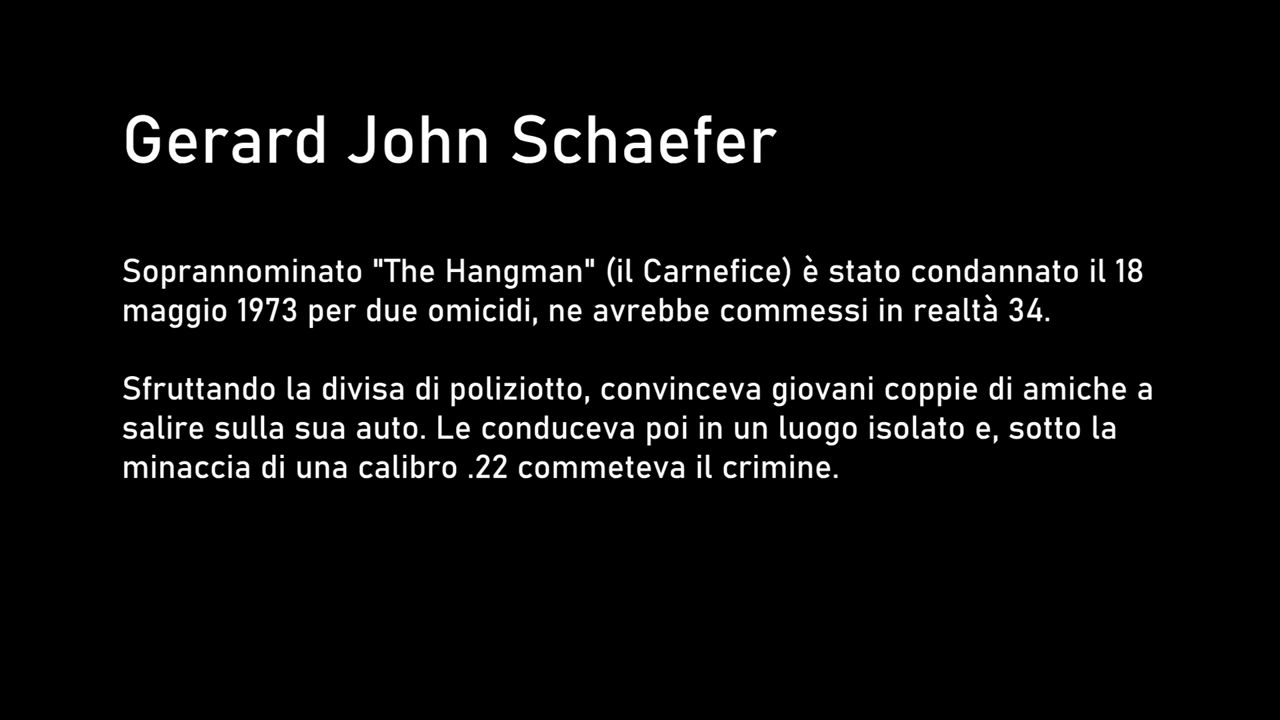 Gerard John Schaefer
Soprannominato "The Hangman" (il Carnefice) è stato condannato il 18
maggio 1973 per due omicidi, ne avrebbe commessi in realtà 34.
Sfruttando la divisa di poliziotto, convinceva giovani coppie di amiche a
salire sulla sua auto. Le conduceva poi in un luogo isolato e, sotto la
minaccia di una calibro .22 commeteva il crimine.